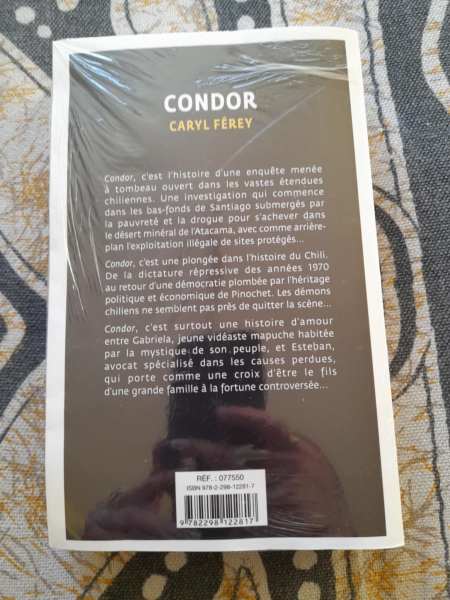 CONDOR
CARYL FÉREY
Condor, c'est l'histoire d'une enquête menée
à tombeau ouvert dans les vastes étendues
chiliennes. Une investigation qui commence
dans les bas-fonds de Santiago submergés par
la pauvreté et la drogue pour s'achever dans
le désert minéral de l'Atacama, avec comme arrière-
plan l'exploitation illégale de sites protégés...
Condor, c'est une plongée dans l'histoire du Chili.
De la dictature répressive des années 1970
au retour d'une démocratie plombée par l'héritage
politique et économique de Pinochet. Les démons
chiliens ne semblent pas près de quitter la scène...
Condor, c'est surtout une histoire d'amour
entre Gabriela, jeune vidéaste mapuche habitée
par la mystique de son peuple, et Esteban,
avocat spécialisé dans les causes perdues,
qui porte comme une croix d'être le fils
d'une grande famille à la fortune controversée...
RÉF. : 077550
ISBN 978-2-298-12281-7
9 782298 122817